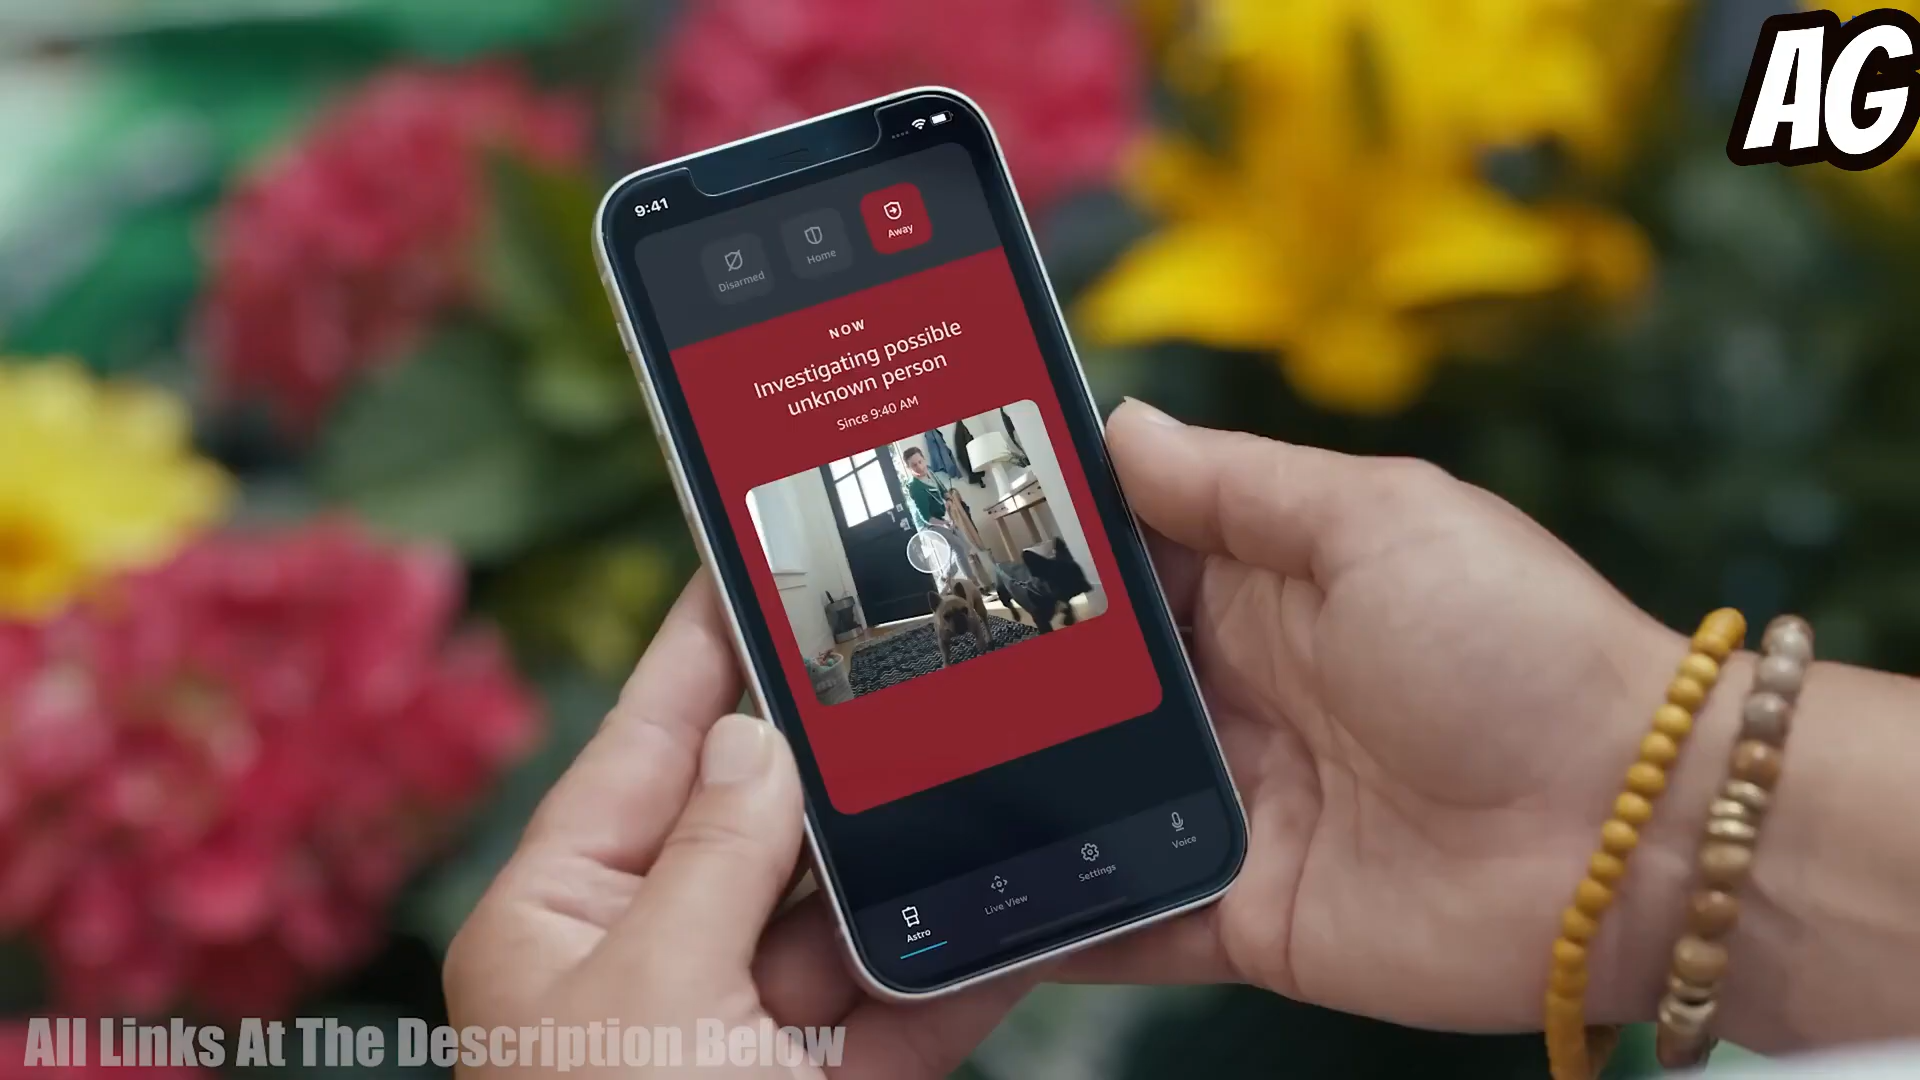 AG
9:41
Disarmed
Home
Away
NOW
Investigating possible
unknown person
Since 9:40 AM
Astro
Live View
Settings
Voice
All Links At The Description Below